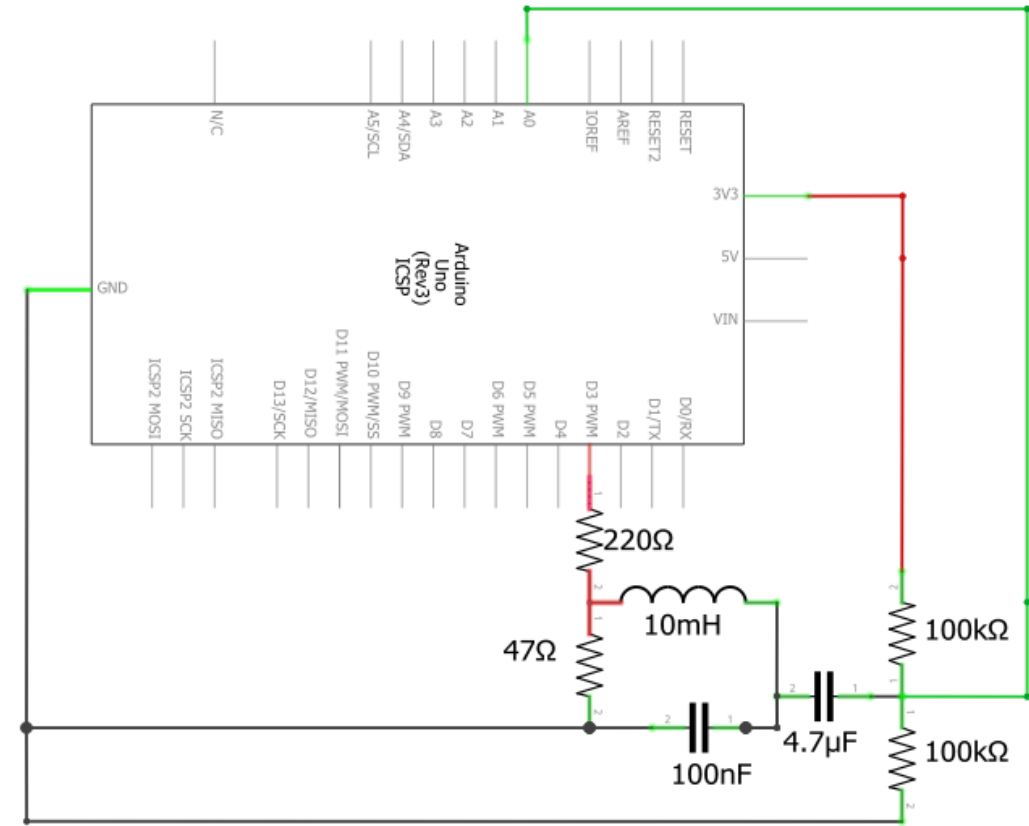 N/C
A5/SCL
A4/SDA
A3
A2
A1
A0
IOREF
AREF
RESET2
RESET
3V3
5V
VIN
Arduino
Uno
(Rev3)
ICSP
GND
ICSP2 MOSI
ICSP2 SCK
ICSP2 MISO
D13/SCK
D12/MISO
D11 PWM/MOSI
D10 PWM/SS
D9 PWM
D8
D7
D6 PWM
D5 PWM
D4
D3 PWM
D2
D1/TX
D0/RX
1
220Ω
2
10mH
2
100kΩ
1
1
47Ω
2
2
1
4.7µF
2
1
100nF
1
100kΩ
2